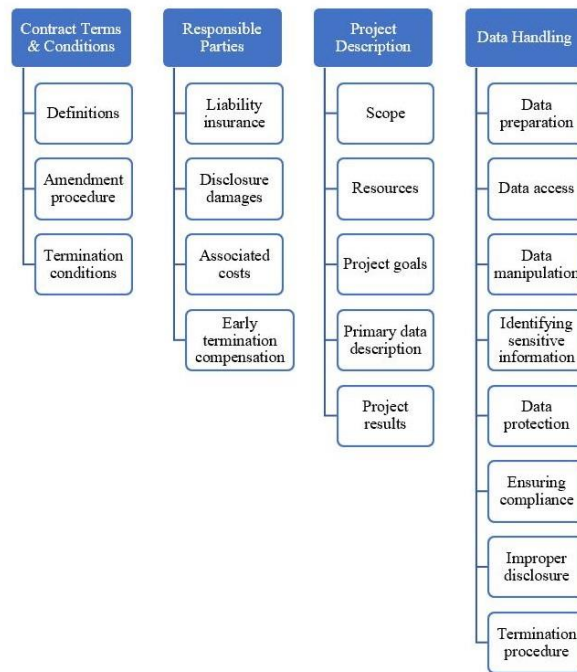 Contract Terms
& Conditions
Definitions
Amendment
procedure
Termination
conditions
Responsible
Parties
Liability
insurance
Disclosure
damages
Associated
costs
Early
termination
compensation
Project
Description
Scope
Resources
Project goals
Primary data
description
Project
results
Data Handling
Data
preparation
Data access
Data
manipulation
Identifying
sensitive
information
Data
protection
Ensuring
compliance
Improper
disclosure
Termination
procedure